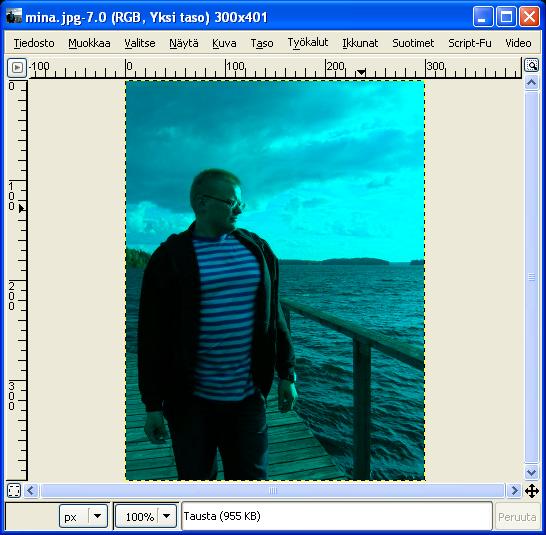 mina.jpg-7.0 (RGB, Yksi taso) 300x401
Tiedosto Muokkaa Valitse Näytä Kuva Taso Työkalut Ikkunat Suotimet Script-Fu Video
-100 0 100 200 300
0
100
200
300
px 100% Tausta (955 KB) Peruuta